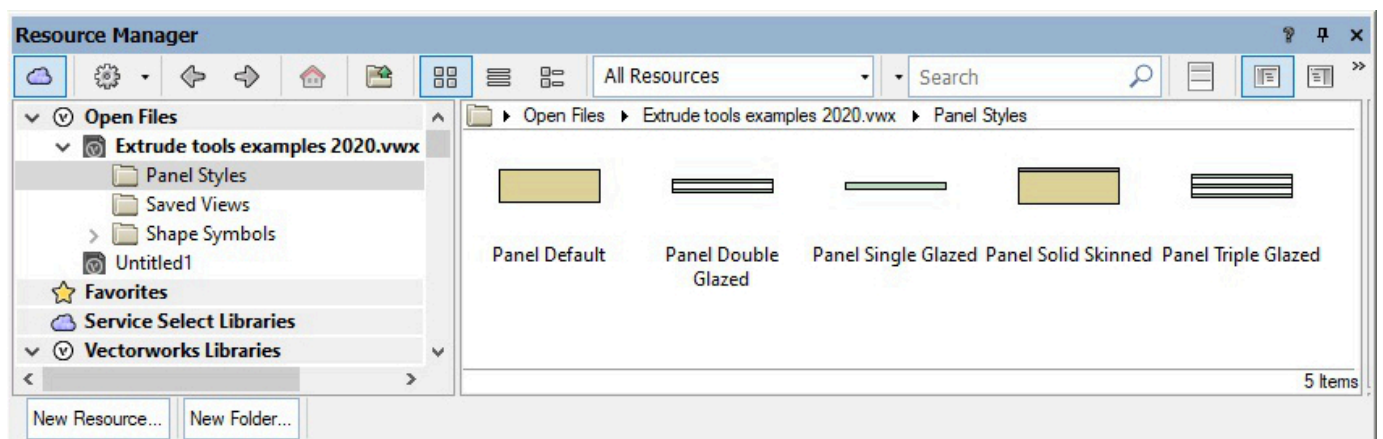 Resource Manager
All Resources
Search
Open Files
Extrude tools examples 2020.vwx
Panel Styles
Saved Views
Shape Symbols
Untitled1
Favorites
Service Select Libraries
Vectorworks Libraries
Open Files Extrude tools examples 2020.vwx Panel Styles
Panel Default
Panel Double
Glazed
Panel Single Glazed
Panel Solid Skinned
Panel Triple Glazed
5 Items
New Resource...
New Folder...